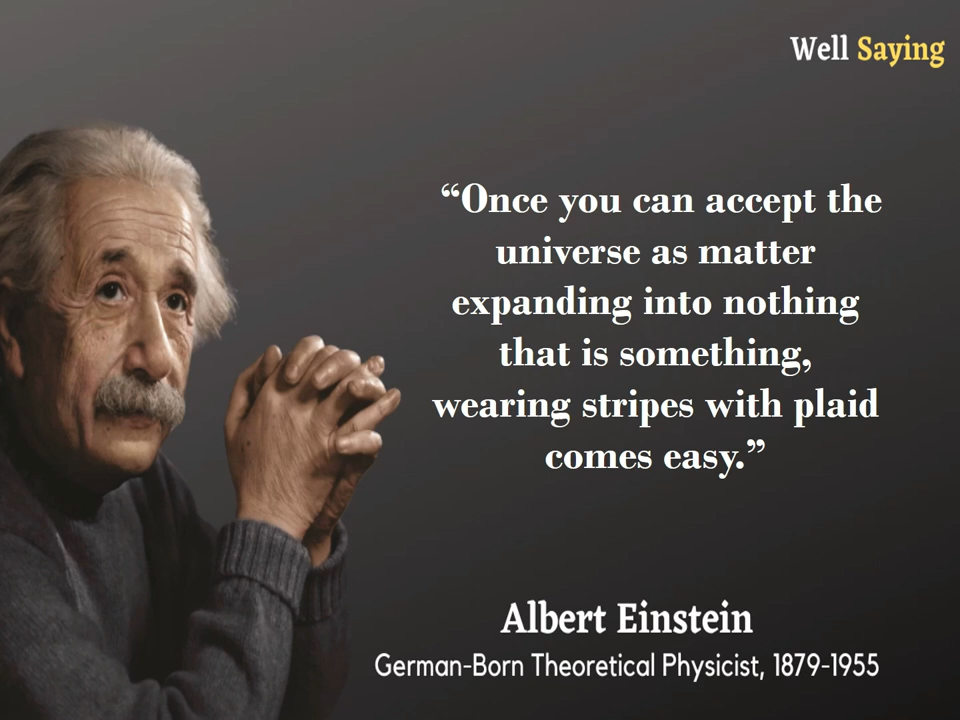 Well Saying
“Once you can accept the
universe as matter
expanding into nothing
that is something,
wearing stripes with plaid
comes easy.”
Albert Einstein
German-Born Theoretical Physicist, 1879-1955